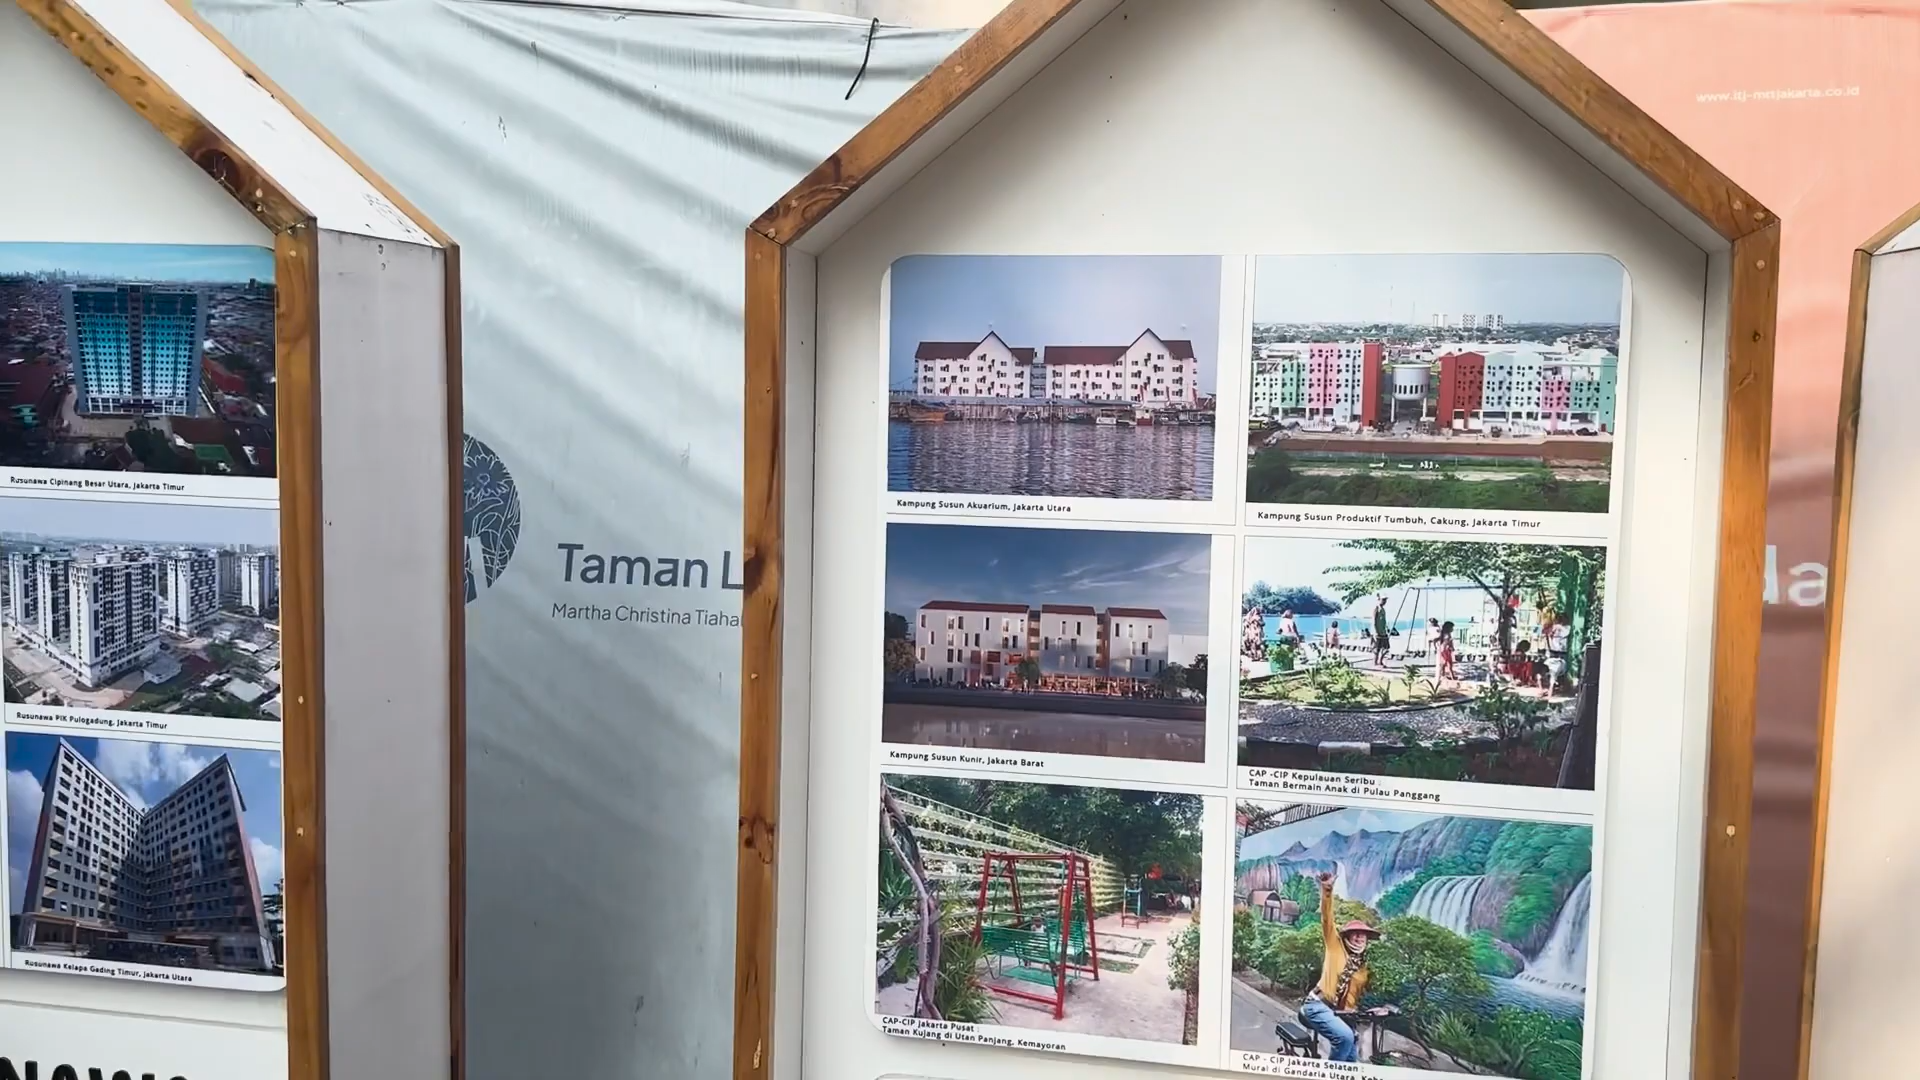 www.itj-mrtjakarta.co.id
Rusunawa Cipinang Besar Utara, Jakarta Timur
Rusunawa PIK Pulogadung, Jakarta Timur
Rusunawa Kelapa Gading Timur, Jakarta Utara
Taman L
Martha Christina Tiaha
Kampung Susun Akuarium, Jakarta Utara
Kampung Susun Produktif Tumbuh, Cakung, Jakarta Timur
Kampung Susun Kunir, Jakarta Barat
CAP -CIP Kepulauan Seribu :
Taman Bermain Anak di Pulau Panggang
CAP-CIP Jakarta Pusat :
Taman Kujang di Utan Panjang, Kemayoran
CAP - CIP Jakarta Selatan :
Mural di Gandaria Utara,
da